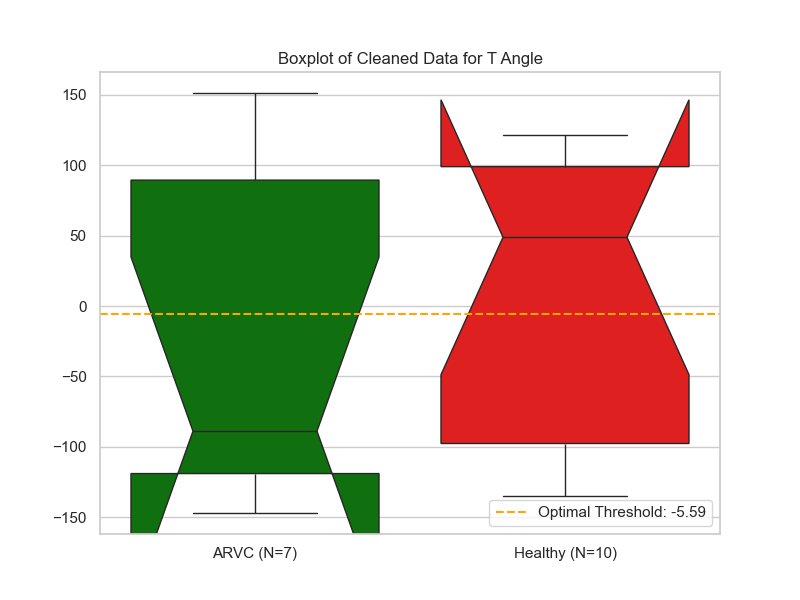 Boxplot of Cleaned Data for T Angle
150
100
50
0
−50
−100
−150
Optimal Threshold: -5.59
ARVC (N=7)
Healthy (N=10)